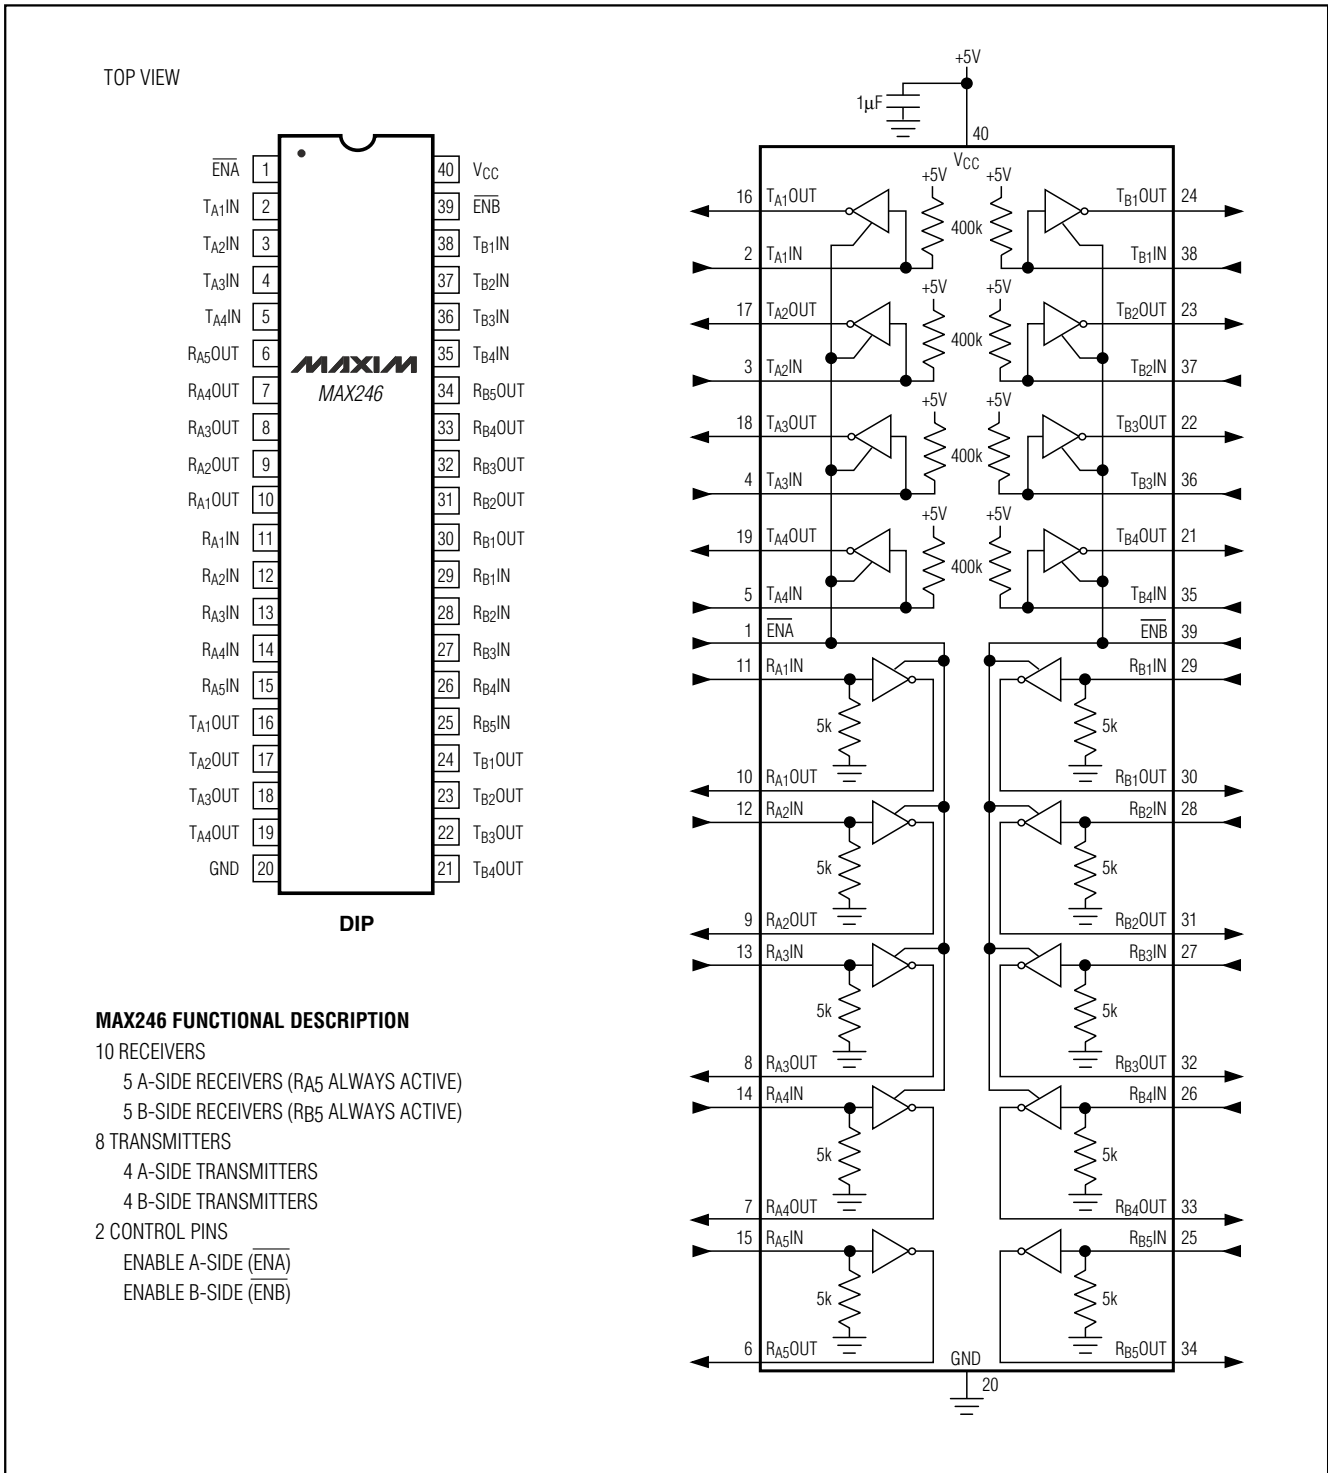 TOP VIEW
ENA 1
TA1IN 2
TA2IN 3
TA3IN 4
TA4IN 5
RA5OUT 6
RA4OUT 7
RA3OUT 8
RA2OUT 9
RA1OUT 10
RA1IN 11
RA2IN 12
RA3IN 13
RA4IN 14
RA5IN 15
TA1OUT 16
TA2OUT 17
TA3OUT 18
TA4OUT 19
GND 20
MAXIM
MAX246
40 VCC
39 ENB
38 TB1IN
37 TB2IN
36 TB3IN
35 TB4IN
34 RB5OUT
33 RB4OUT
32 RB3OUT
31 RB2OUT
30 RB1OUT
29 RB1IN
28 RB2IN
27 RB3IN
26 RB4IN
25 RB5IN
24 TB1OUT
23 TB2OUT
22 TB3OUT
21 TB4OUT
DIP
MAX246 FUNCTIONAL DESCRIPTION
10 RECEIVERS
5 A-SIDE RECEIVERS (RA5 ALWAYS ACTIVE)
5 B-SIDE RECEIVERS (RB5 ALWAYS ACTIVE)
8 TRANSMITTERS
4 A-SIDE TRANSMITTERS
4 B-SIDE TRANSMITTERS
2 CONTROL PINS
ENABLE A-SIDE (ENA)
ENABLE B-SIDE (ENB)
+5V
1µF
40
VCC
+5V +5V
16 TA1OUT TB1OUT 24
400k
2 TA1IN TB1IN 38
+5V +5V
17 TA2OUT TB2OUT 23
400k
3 TA2IN TB2IN 37
+5V +5V
18 TA3OUT TB3OUT 22
400k
4 TA3IN TB3IN 36
+5V +5V
19 TA4OUT TB4OUT 21
400k
5 TA4IN TB4IN 35
1 ENA ENB 39
11 RA1IN RB1IN 29
5k 5k
10 RA1OUT RB1OUT 30
12 RA2IN RB2IN 28
5k 5k
9 RA2OUT RB2OUT 31
13 RA3IN RB3IN 27
5k 5k
8 RA3OUT RB3OUT 32
14 RA4IN RB4IN 26
5k 5k
7 RA4OUT RB4OUT 33
15 RA5IN RB5IN 25
5k 5k
6 RA5OUT RB5OUT 34
GND
20